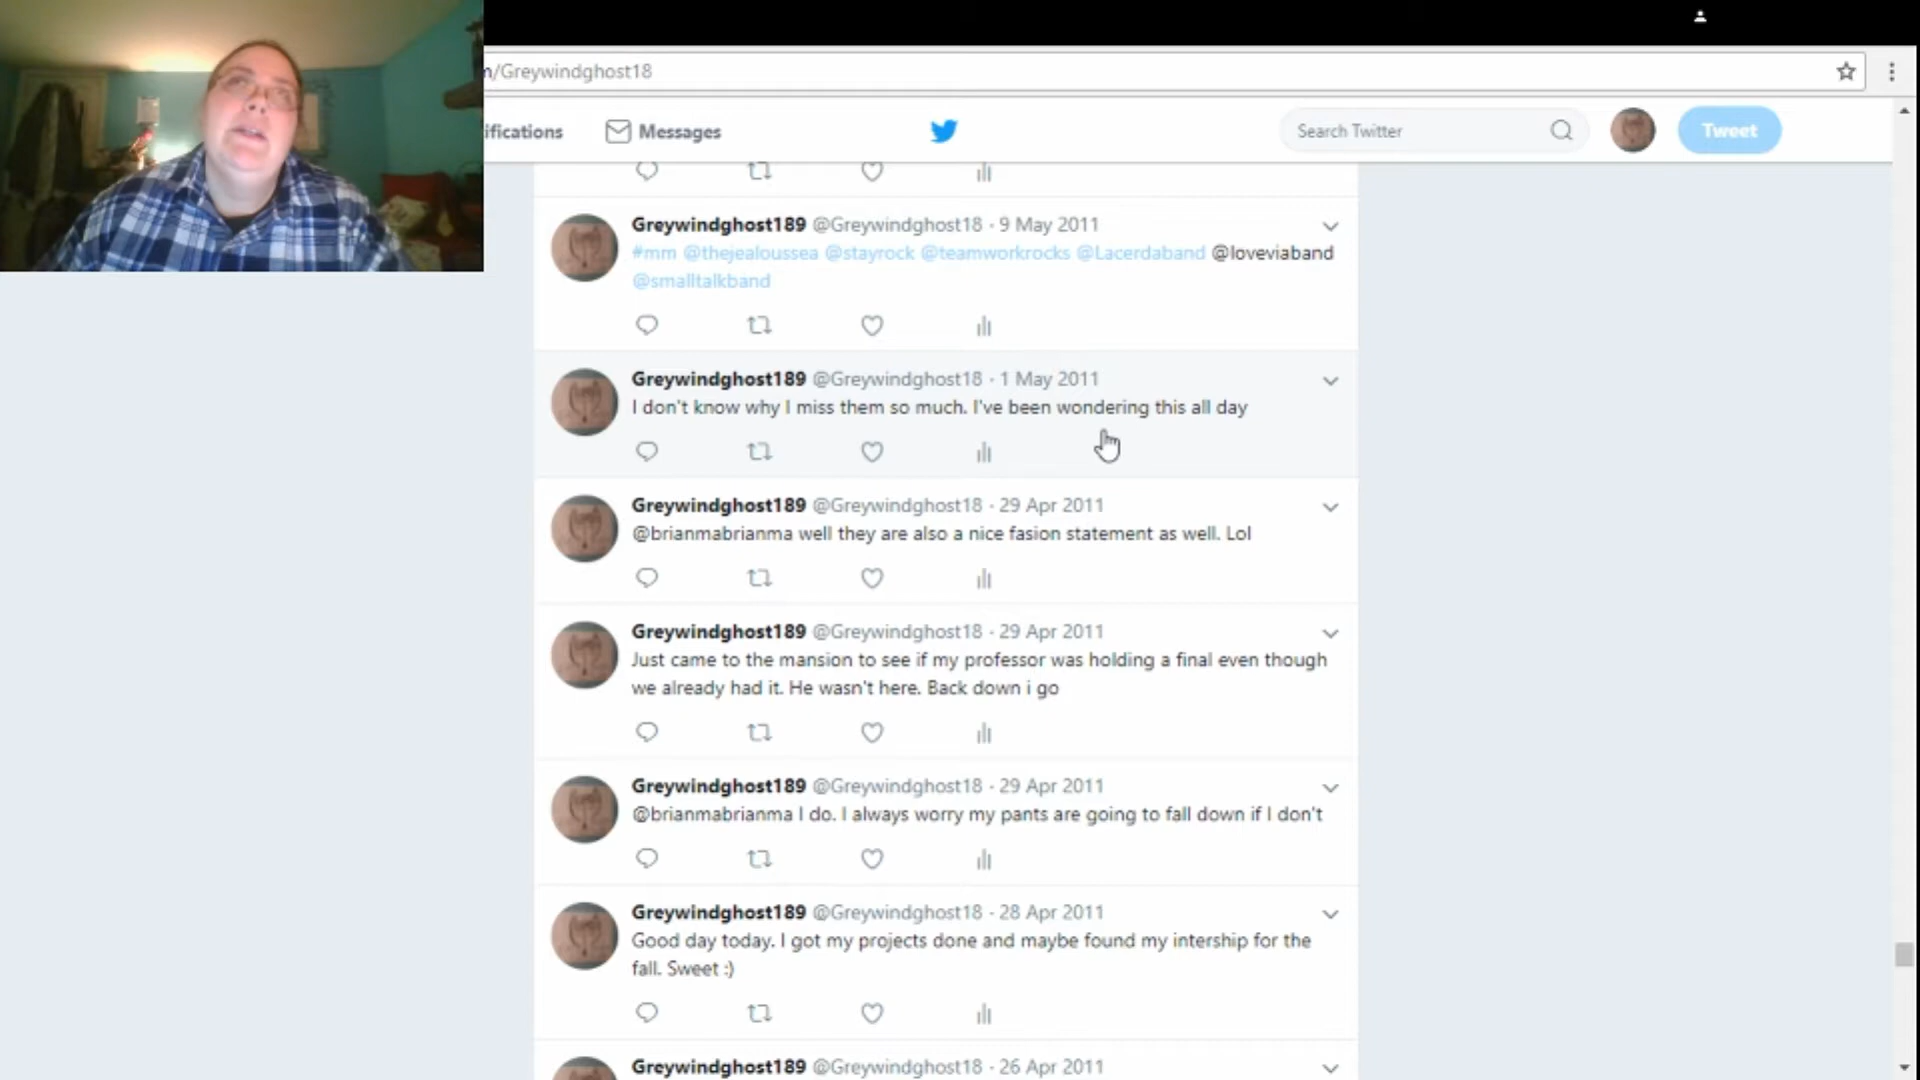 /Greywindghost18
ifications
Messages
Search Twitter
Tweet
Greywindghost189 @Greywindghost18 · 9 May 2011
#mm @thejealoussea @stayrock @teamworkrocks @Lacerdaband @loveviaband
@smalltalkband
Greywindghost189 @Greywindghost18 · 1 May 2011
I don't know why I miss them so much. I've been wondering this all day
Greywindghost189 @Greywindghost18 · 29 Apr 2011
@brianmabrianma well they are also a nice fasion statement as well. Lol
Greywindghost189 @Greywindghost18 · 29 Apr 2011
Just came to the mansion to see if my professor was holding a final even though
we already had it. He wasn't here. Back down i go
Greywindghost189 @Greywindghost18 · 29 Apr 2011
@brianmabrianma I do. I always worry my pants are going to fall down if I don't
Greywindghost189 @Greywindghost18 · 28 Apr 2011
Good day today. I got my projects done and maybe found my intership for the
fall. Sweet :)
Greywindghost189 @Greywindghost18 · 26 Apr 2011